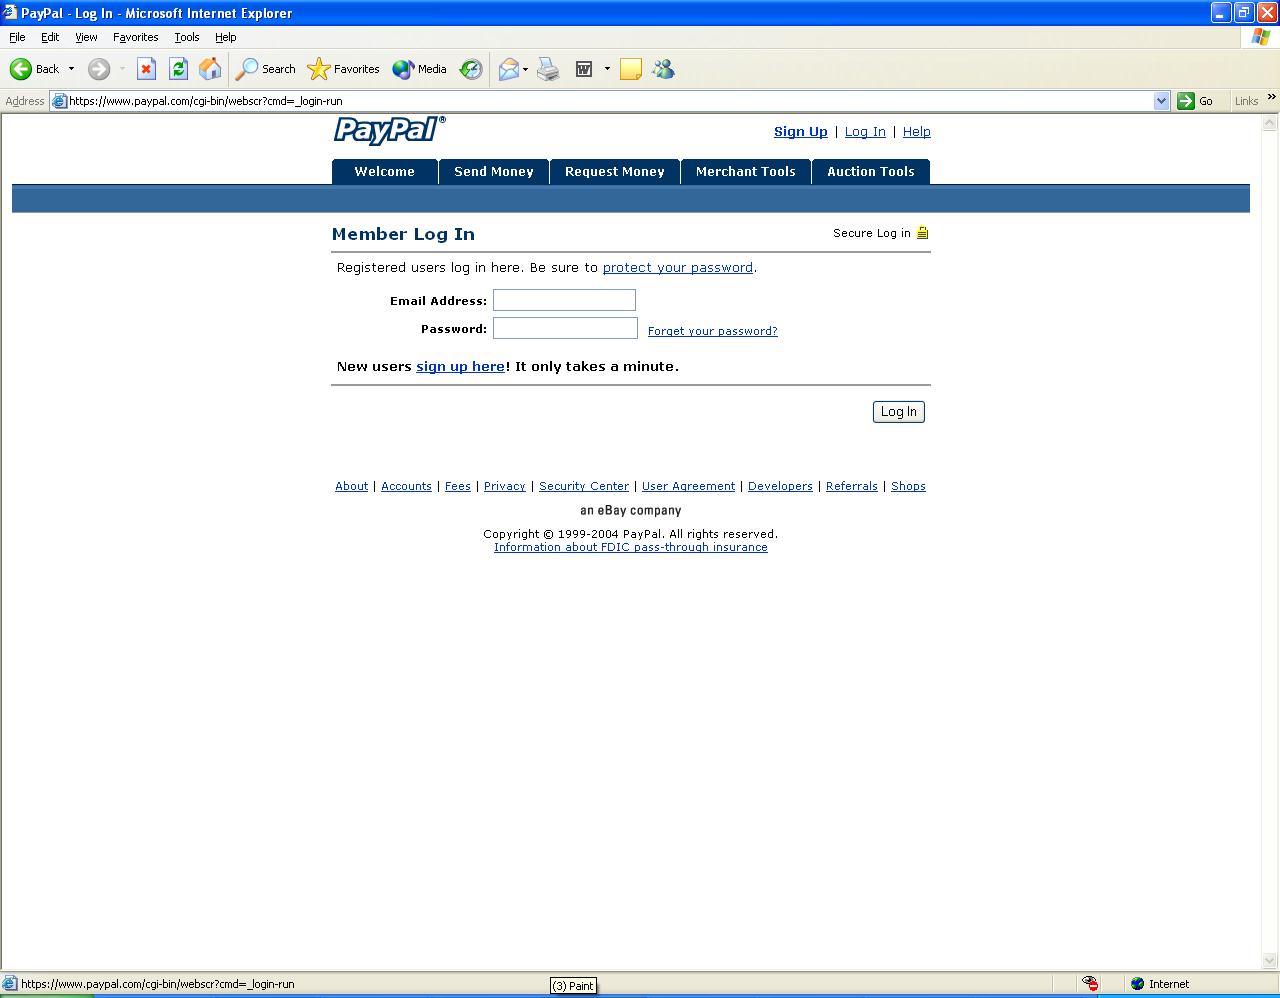 PayPal - Log In - Microsoft Internet Explorer
File Edit View Favorites Tools Help
Back Search Favorites Media
Address https://www.paypal.com/cgi-bin/webscr?cmd=_login-run Go Links »
PayPal®
Sign Up | Log In | Help
Welcome Send Money Request Money Merchant Tools Auction Tools
Member Log In Secure Log in
Registered users log in here. Be sure to protect your password.
Email Address:
Password: Forget your password?
New users sign up here! It only takes a minute.
Log In
About | Accounts | Fees | Privacy | Security Center | User Agreement | Developers | Referrals | Shops
an eBay company
Copyright © 1999-2004 PayPal. All rights reserved.
Information about FDIC pass-through insurance
https://www.paypal.com/cgi-bin/webscr?cmd=_login-run (3) Paint Internet